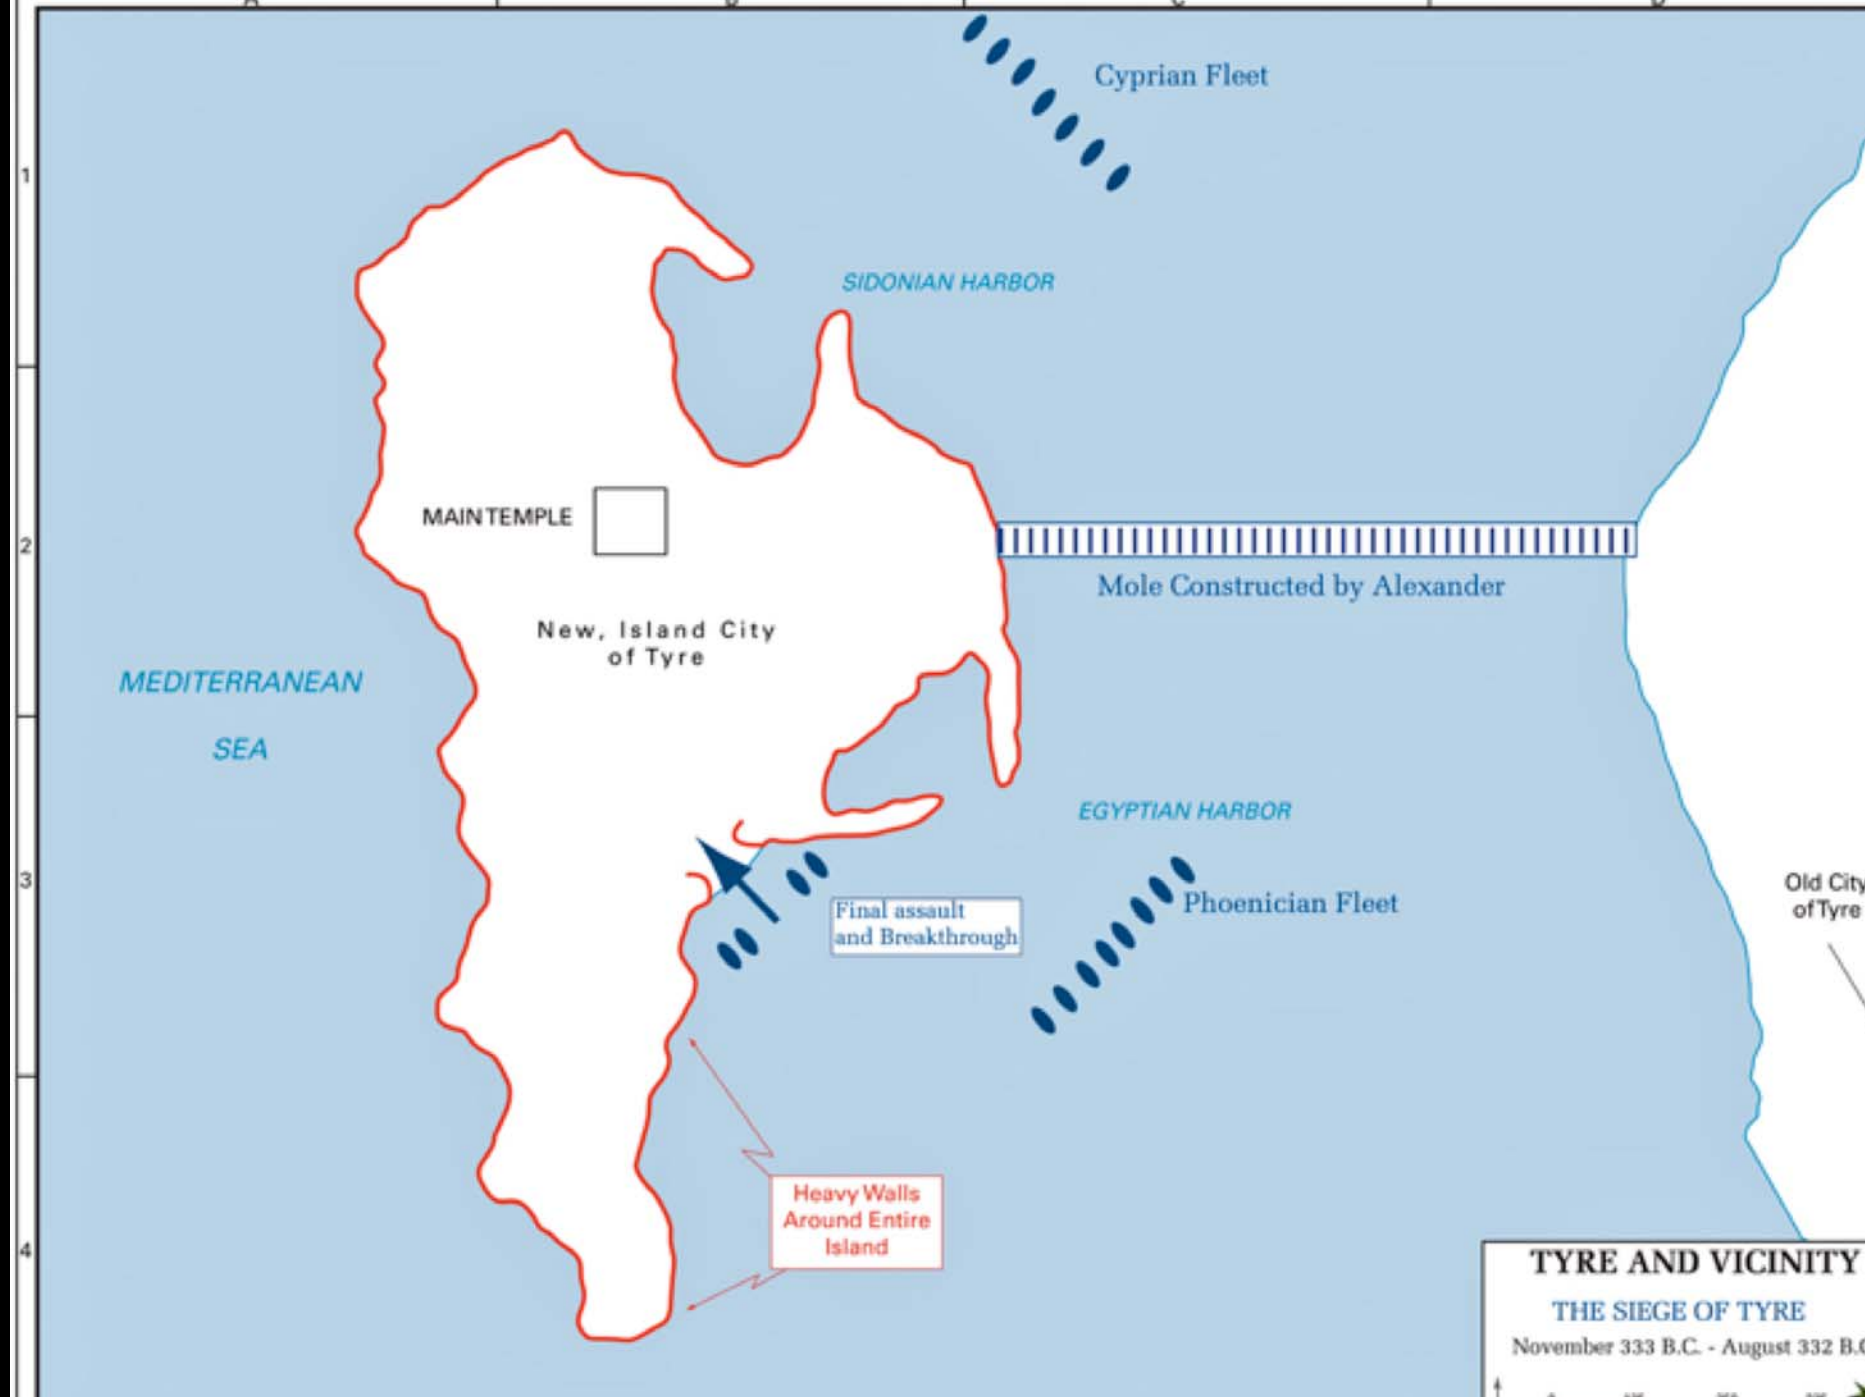 A B C D
Cyprian Fleet
1
SIDONIAN HARBOR
MAIN TEMPLE
2
Mole Constructed by Alexander
New, Island City
of Tyre
MEDITERRANEAN
SEA
EGYPTIAN HARBOR
3
Old City
of Tyre
Final assault
and Breakthrough
Phoenician Fleet
Heavy Walls
Around Entire
Island
4
TYRE AND VICINITY
THE SIEGE OF TYRE
November 333 B.C. - August 332 B.C